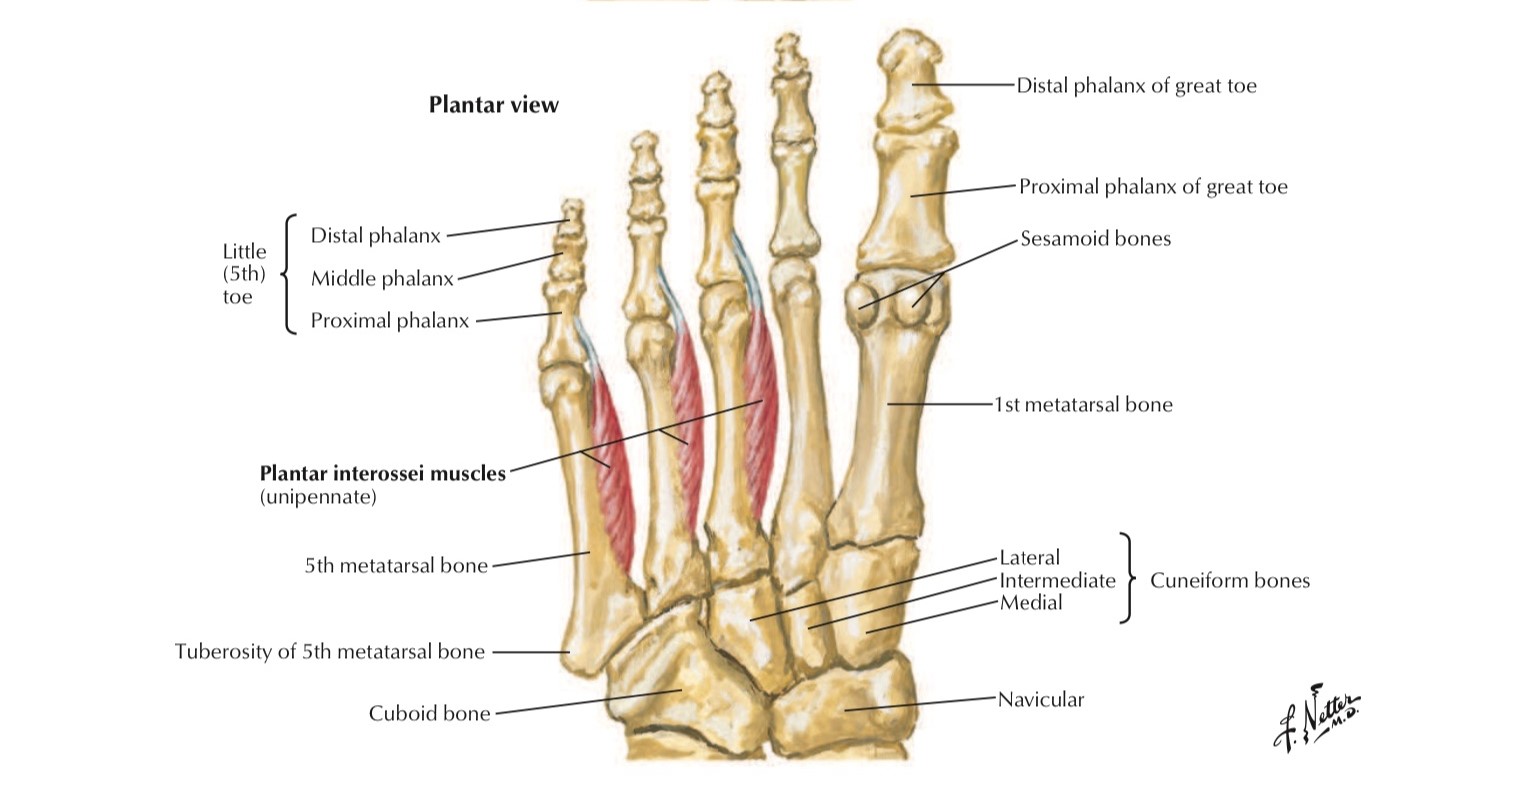 Plantar view
Distal phalanx of great toe
Proximal phalanx of great toe
Sesamoid bones
Little
(5th)
toe
Distal phalanx
Middle phalanx
Proximal phalanx
1st metatarsal bone
Plantar interossei muscles
(unipennate)
5th metatarsal bone
Lateral
Intermediate
Medial
Cuneiform bones
Tuberosity of 5th metatarsal bone
Cuboid bone
Navicular
F. Netter
M.D.